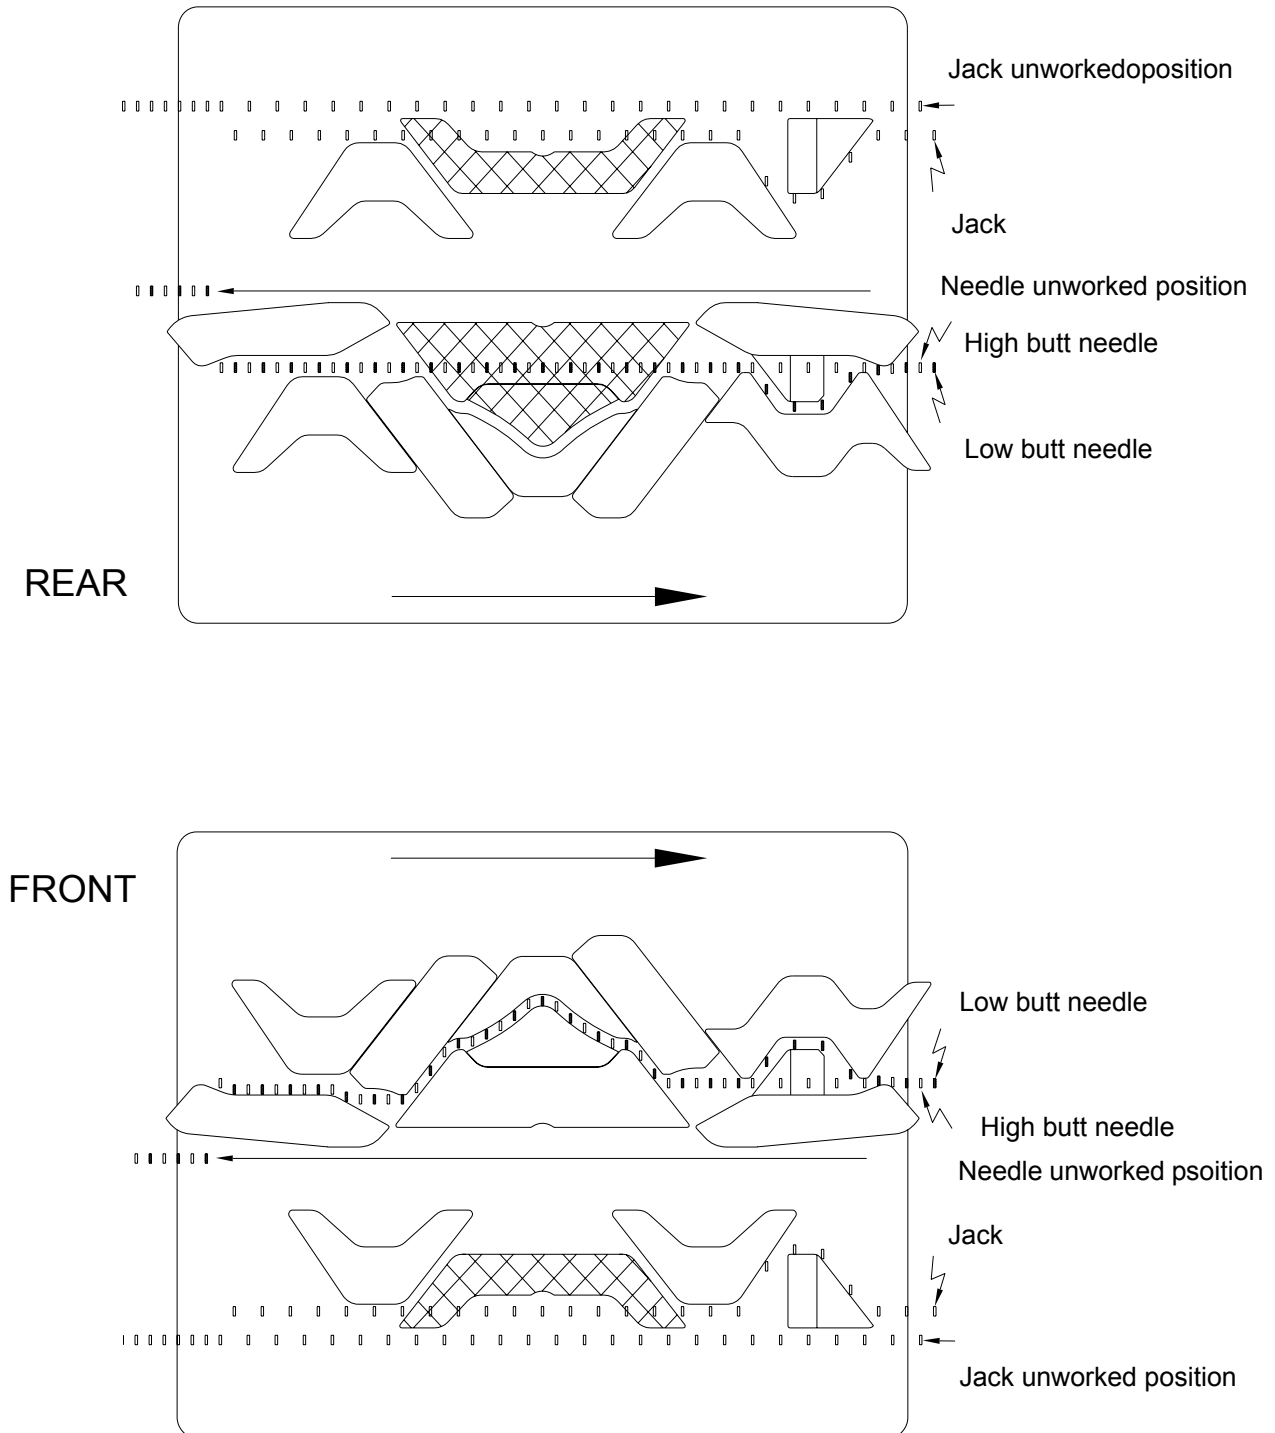 Jack unworkedoposition
Jack
Needle unworked position
High butt needle
Low butt needle
REAR
FRONT
Low butt needle
High butt needle
Needle unworked psoition
Jack
Jack unworked position